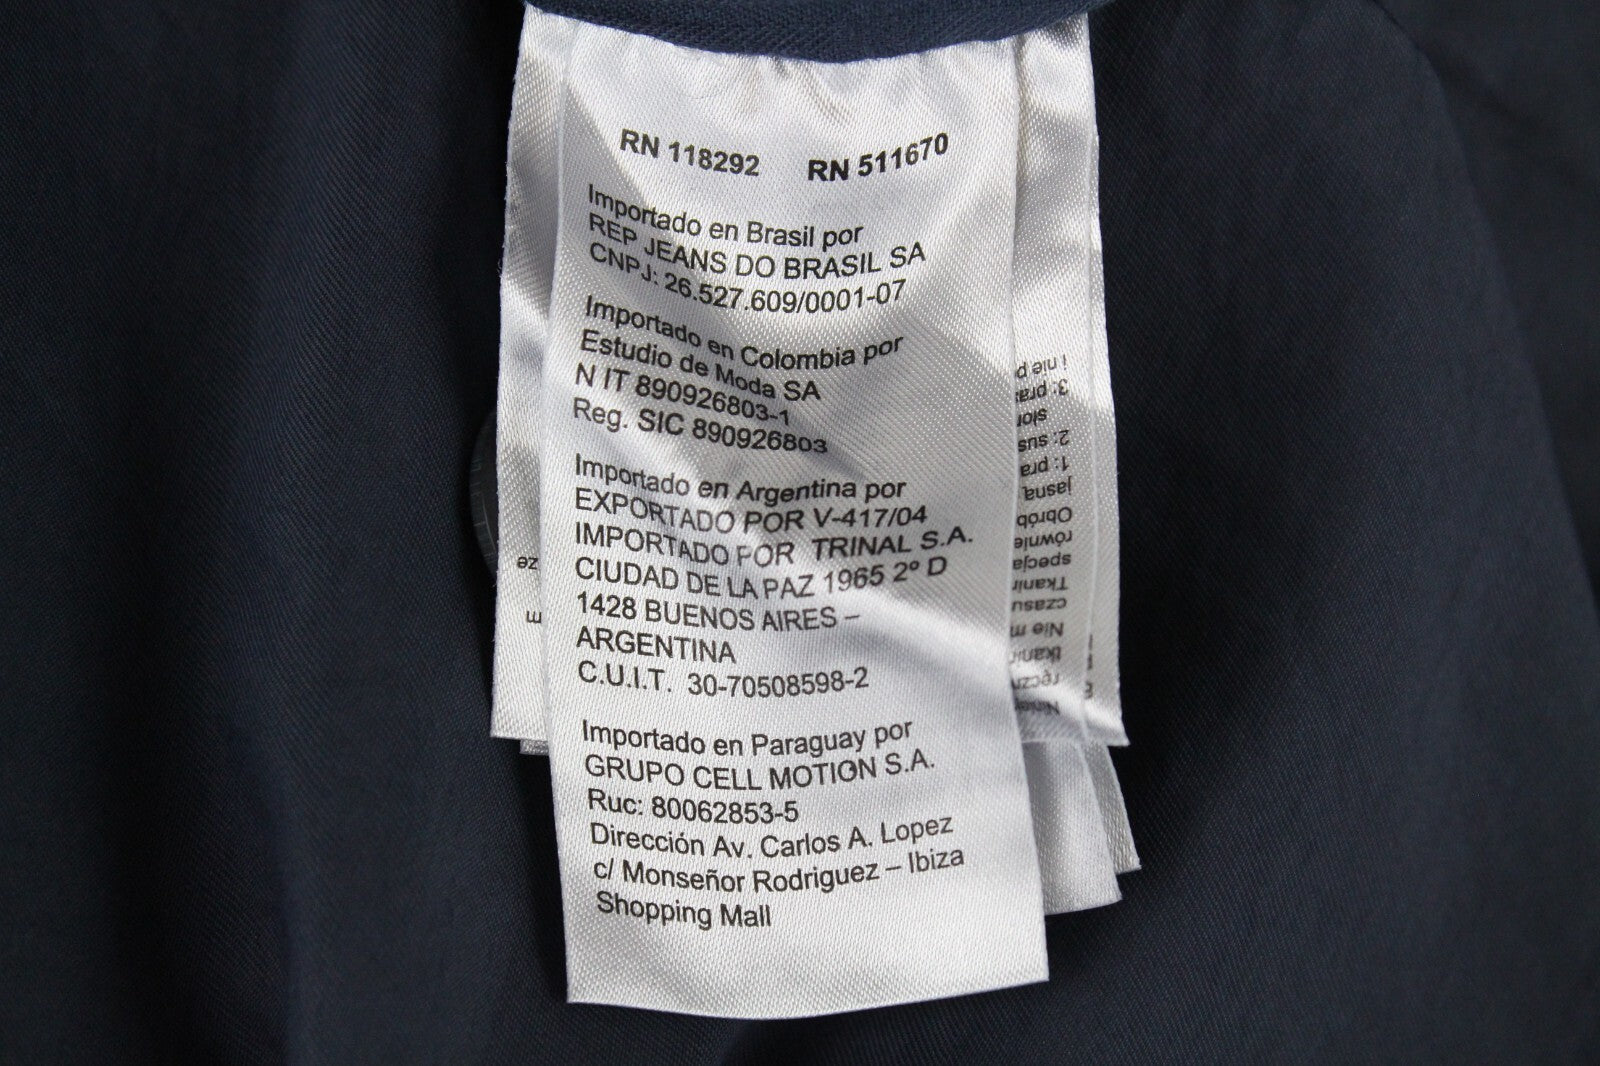 RN 118292 RN 511670
Importado en Brasil por
REP JEANS DO BRASIL SA
CNPJ: 26.527.609/0001-07
Importado en Colombia por
Estudio de Moda SA
N IT 890926803-1
Reg. SIC 890926803
Importado en Argentina por
EXPORTADO POR V-417/04
IMPORTADO POR TRINAL S.A.
CIUDAD DE LA PAZ 1965 2º D
1428 BUENOS AIRES –
ARGENTINA
C.U.I.T. 30-70508598-2
Importado en Paraguay por
GRUPO CELL MOTION S.A.
Ruc: 80062853-5
Dirección Av. Carlos A. Lopez
c/ Monseñor Rodriguez – Ibiza
Shopping Mall